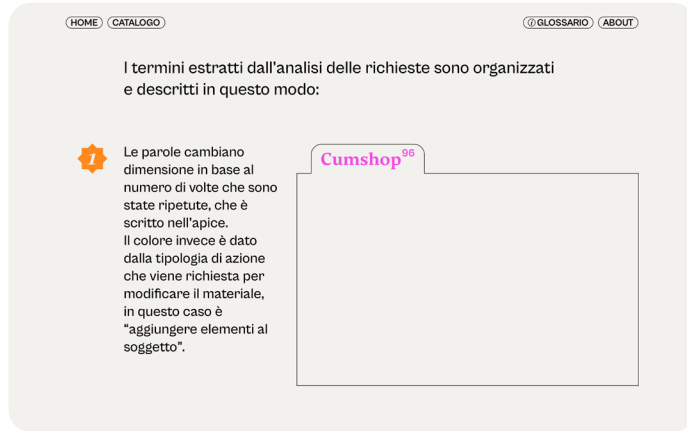 HOME CATALOGO GLOSSARIO ABOUT
I termini estratti dall'analisi delle richieste sono organizzati
e descritti in questo modo:
1
Le parole cambiano
dimensione in base al
numero di volte che sono
state ripetute, che è
scritto nell'apice.
Il colore invece è dato
dalla tipologia di azione
che viene richiesta per
modificare il materiale,
in questo caso è
“aggiungere elementi al
soggetto”.
Cumshop96